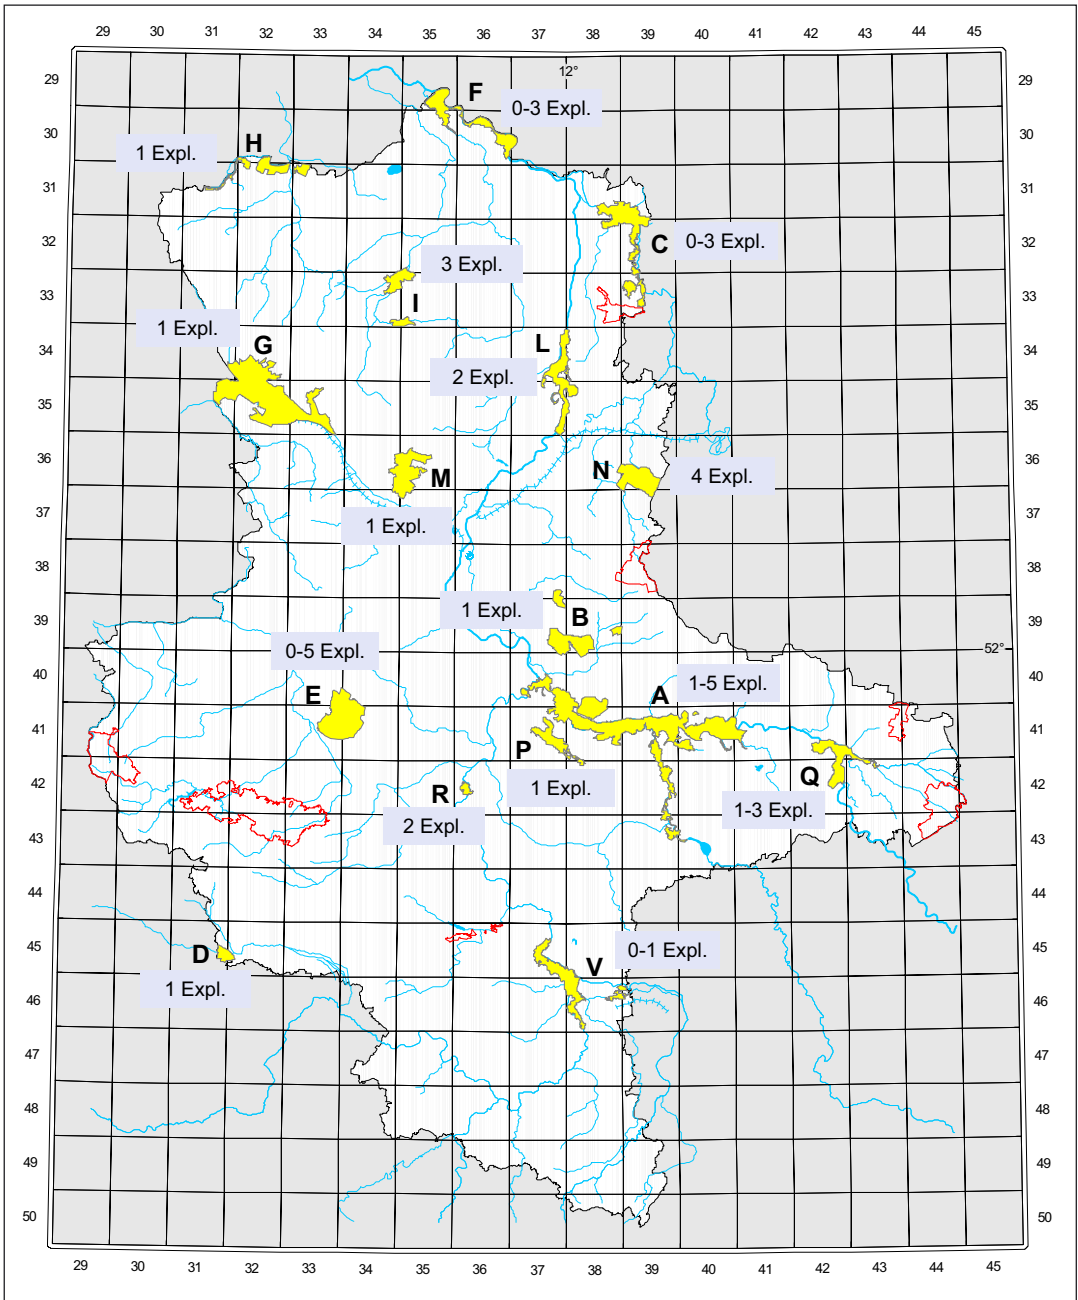 29 30 31 32 33 34 35 36 37 38 39 40 41 42 43 44 45
12°
29 29
F
0-3 Expl.
30 30
H
1 Expl.
31 31
C
0-3 Expl.
32 32
3 Expl.
33 33
I
1 Expl.
G
L
34 34
2 Expl.
35 35
36 36
M
N
4 Expl.
37 37
1 Expl.
38 38
1 Expl.
B
39 39
52°
0-5 Expl.
40 40
1-5 Expl.
E
A
41 41
P
Q
42 42
R
1 Expl.
1-3 Expl.
2 Expl.
43 43
44 44
45 45
D
0-1 Expl.
V
1 Expl.
46 46
47 47
48 48
49 49
50 50
29 30 31 32 33 34 35 36 37 38 39 40 41 42 43 44 45